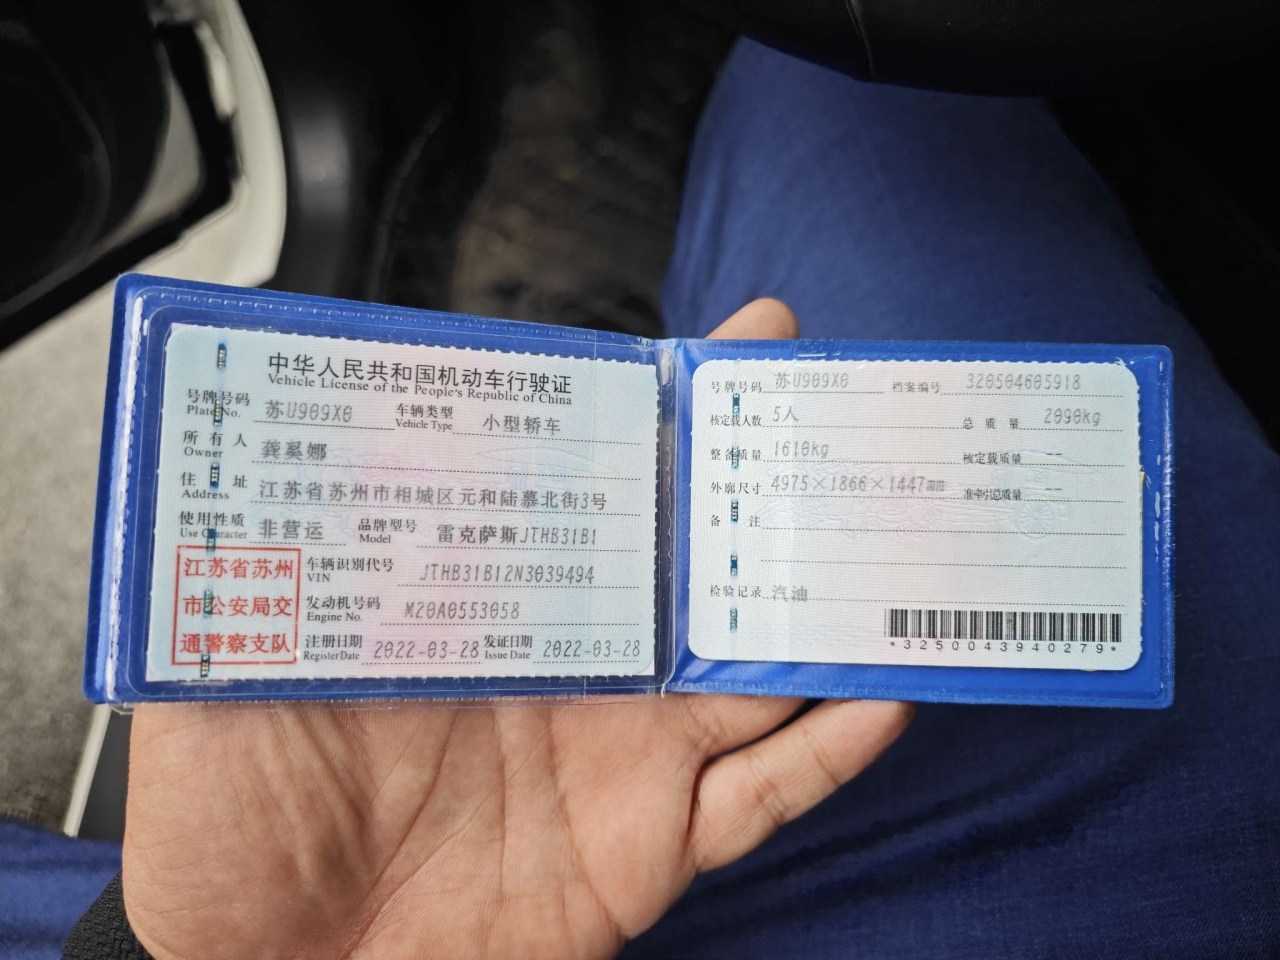 中华人民共和国机动车行驶证
Vehicle License of the People's Republic of China
号牌号码 苏U909X0 车辆类型 小型轿车
Plate No. Vehicle Type
所有人 龚奚娜
Owner
住址 江苏省苏州市相城区元和陆慕北街3号
Address
使用性质 非营运 品牌型号 雷克萨斯JTHB31B1
Use Character Model
江苏省苏州
市公安局交
通警察支队
车辆识别代号 JTHB31B12N3039494
VIN
发动机号码 M20A0553058
Engine No.
注册日期 2022-03-28 发证日期 2022-03-28
Register Date Issue Date
号牌号码 苏U909X0 档案编号 320504605918
核定载人数 5人 总质量 2090kg
整备质量 1610kg 核定载质量 --
外廓尺寸 4975×1866×1447mm 准牵引总质量 --
备注
检验记录 汽油
*3250043940279*